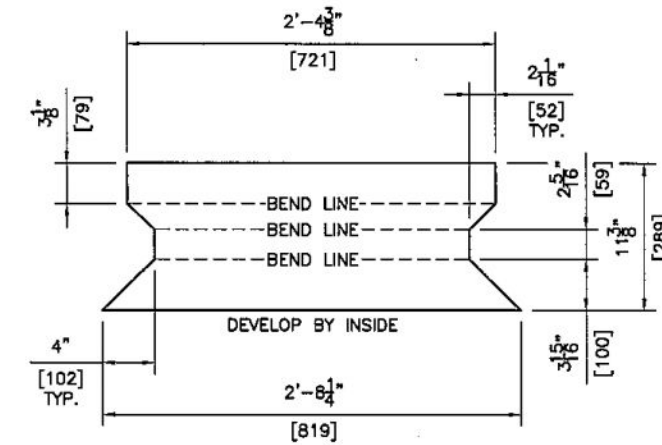 2'-4 3/8"
[721]
2 1/16"
[52]
TYP.
3 1/8"
[79]
2 5/16"
[59]
11 3/8"
[289]
BEND LINE
BEND LINE
BEND LINE
DEVELOP BY INSIDE
4"
[102]
TYP.
3 15/16"
[100]
2'-8 1/4"
[819]